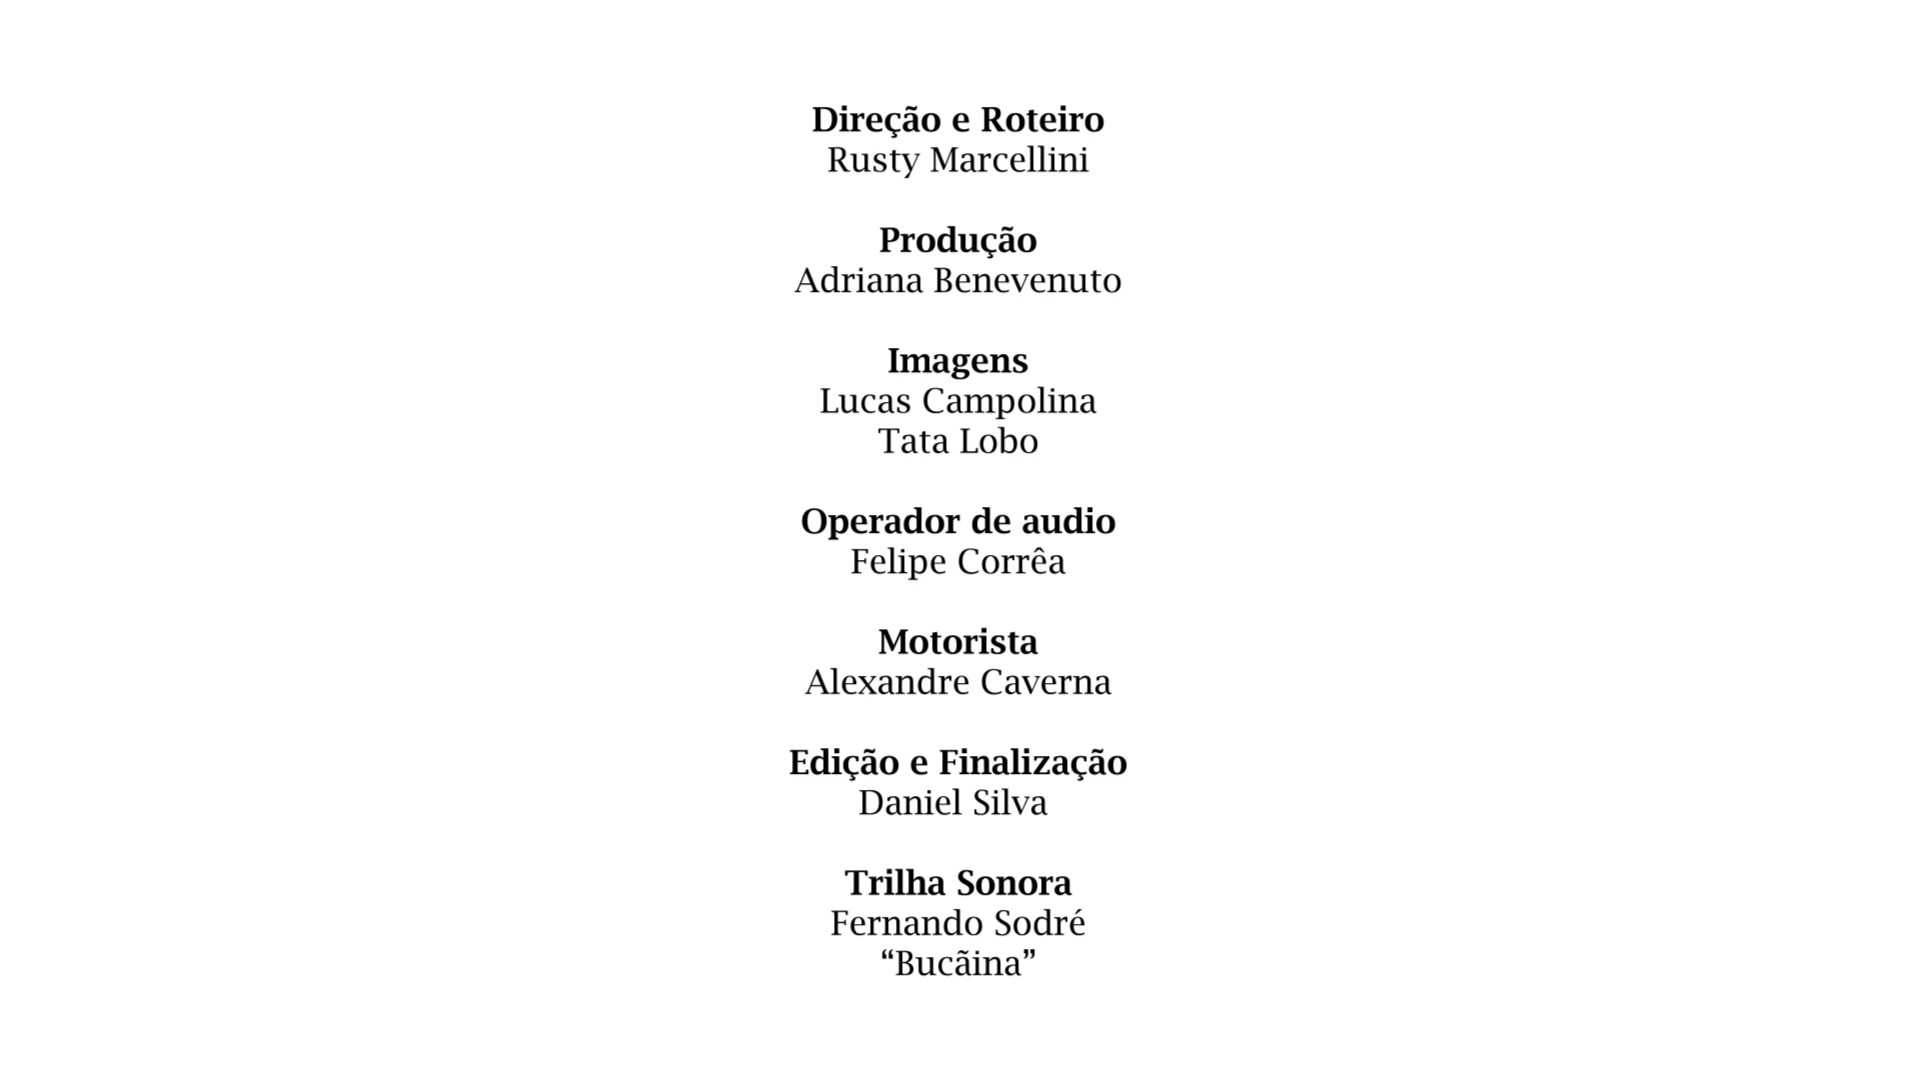 Direção e Roteiro
Rusty Marcellini
Produção
Adriana Benevenuto
Imagens
Lucas Campolina
Tata Lobo
Operador de audio
Felipe Corrêa
Motorista
Alexandre Caverna
Edição e Finalização
Daniel Silva
Trilha Sonora
Fernando Sodré
“Bucãina”